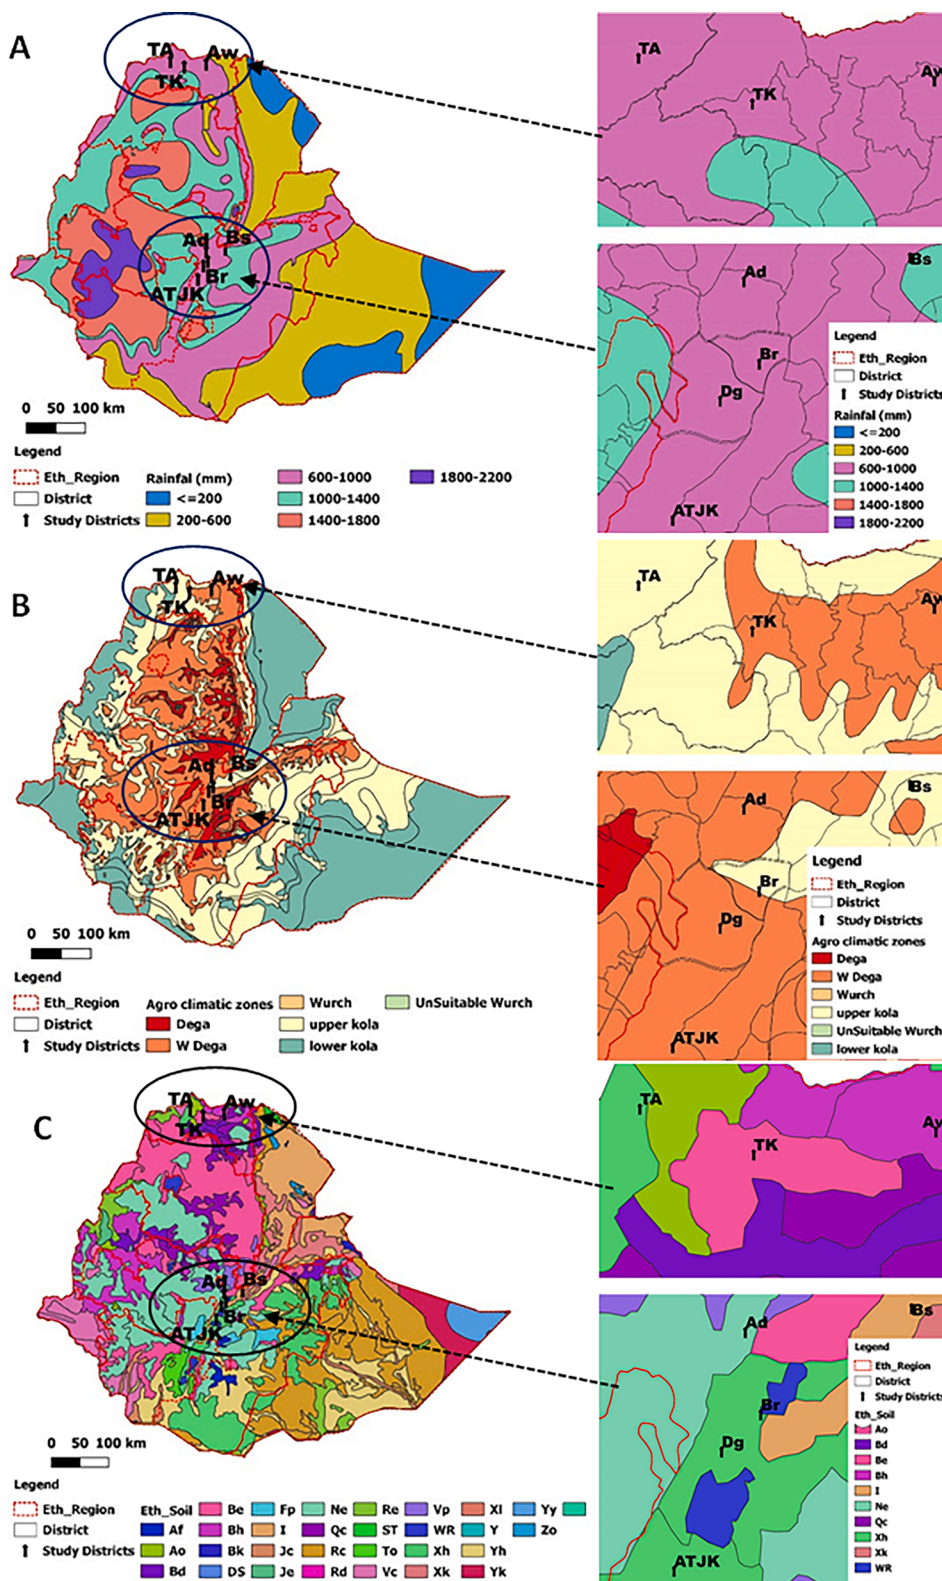 A
TA
Aw
TK
Ad
Bs
Br
ATJK
0 50 100 km
Legend
Eth_Region
District
Study Districts
Rainfal (mm)
<=200
200-600
600-1000
1000-1400
1400-1800
1800-2200
TA
TK
Aw
Bs
Ad
Br
Dg
ATJK
Legend
Eth_Region
District
Study Districts
Rainfal (mm)
<=200
200-600
600-1000
1000-1400
1400-1800
1800-2200
B
TA
Aw
TK
Ad
Bs
Br
ATJK
0 50 100 km
Legend
Eth_Region
District
Study Districts
Agro climatic zones
Dega
W Dega
Wurch
upper kola
lower kola
UnSuitable Wurch
TA
TK
Aw
Bs
Ad
Br
Dg
ATJK
Legend
Eth_Region
District
Study Districts
Agro climatic zones
Dega
W Dega
Wurch
upper kola
UnSuitable Wurch
lower kola
C
TA
Aw
TK
Ad
Bs
Br
ATJK
0 50 100 km
Legend
Eth_Region
District
Study Districts
Eth_Soil
Af
Ao
Bd
Be
Bh
Bk
DS
Fp
I
Jc
Je
Ne
Qc
Rc
Rd
Re
ST
To
Vc
Vp
WR
Xh
Xk
Xl
Y
Yh
Yk
Yy
Zo
TA
TK
Aw
Bs
Ad
Br
Dg
ATJK
Legend
Eth_Region
District
Study Districts
Eth_Soil
Ao
Bd
Be
Bh
I
Ne
Qc
Xh
Xk
WR